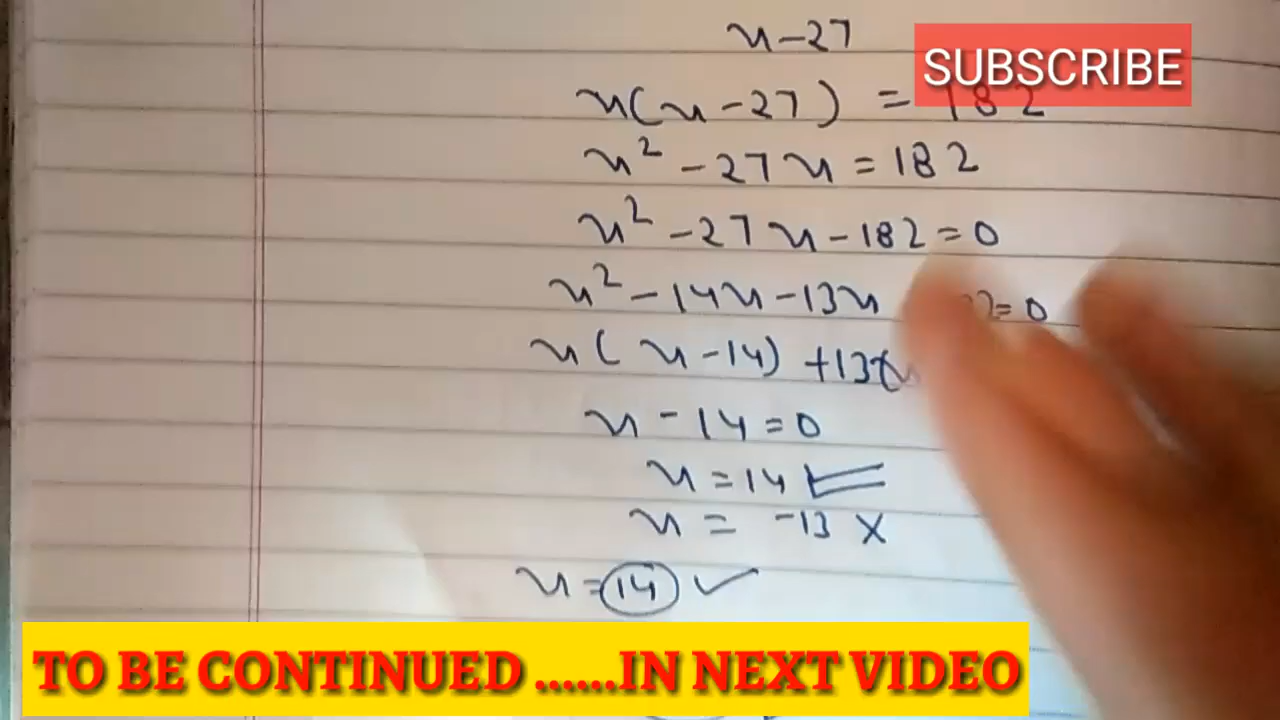 x-27
SUBSCRIBE
x(x-27) = 182
x² -27x = 182
x² -27x -182 = 0
x² -14x -13x = 0
x( x-14) +13(
x -14 = 0
x = 14
x = -13 X
x = 14 ✓
TO BE CONTINUED ......IN NEXT VIDEO